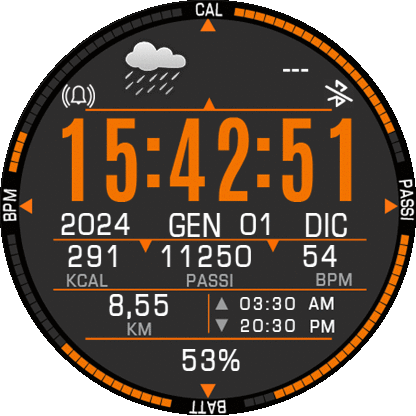 CAL
---
15:42:51
BPM
PASSI
2024 GEN 01 DIC
291 11250 54
KCAL PASSI BPM
8,55 03:30 AM
KM 20:30 PM
53%
BATT